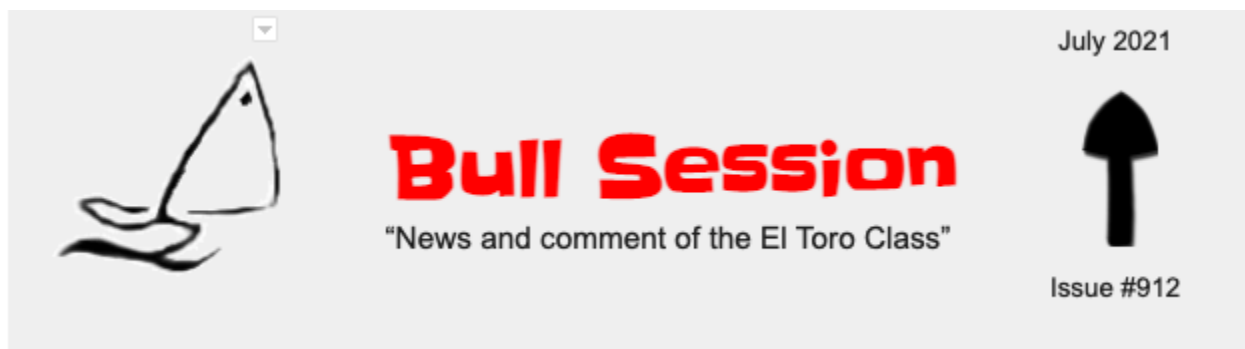 July 2021
Bull Session
“News and comment of the El Toro Class”
Issue #912